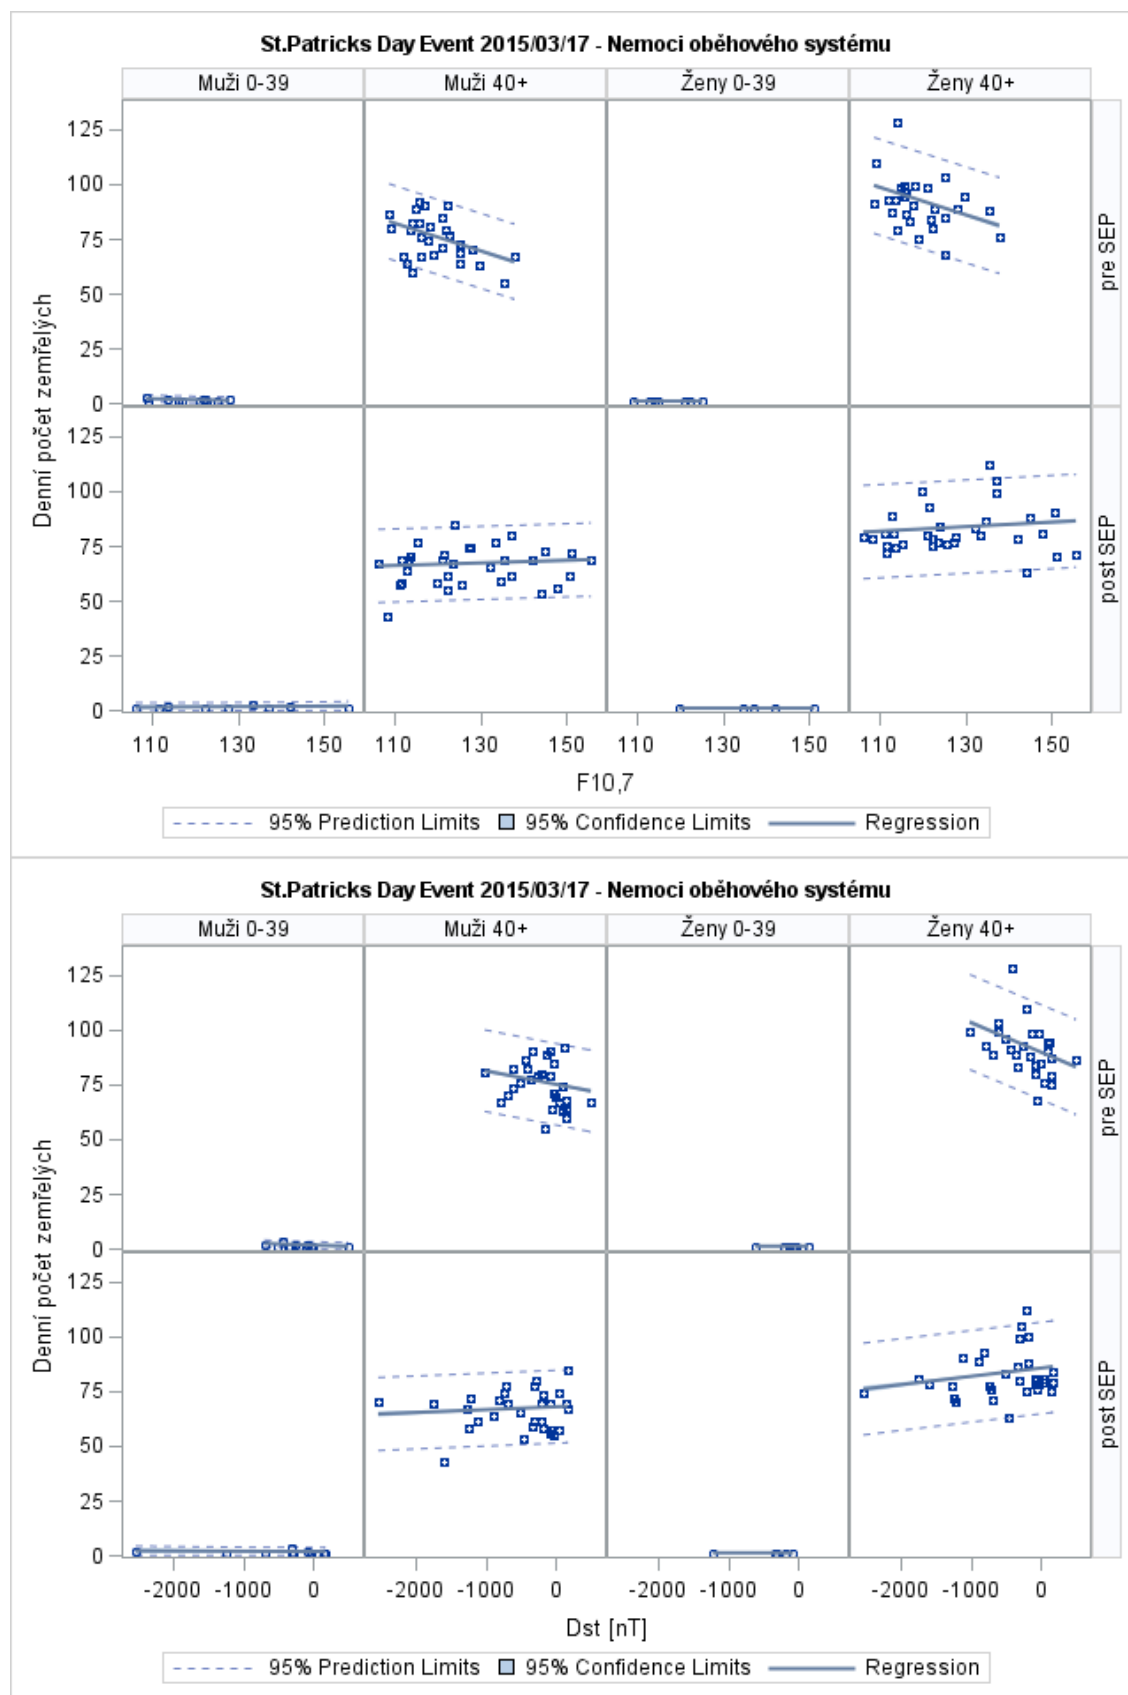 St.Patricks Day Event 2015/03/17 - Nemoci oběhového systému
Muži 0-39 Muži 40+ Ženy 0-39 Ženy 40+
Denní počet zemřelých
125
100
75
50
25
0
pre SEP
125
100
75
50
25
0
post SEP
110 130 150 110 130 150 110 130 150 110 130 150
F10,7
95% Prediction Limits 95% Confidence Limits Regression
St.Patricks Day Event 2015/03/17 - Nemoci oběhového systému
Muži 0-39 Muži 40+ Ženy 0-39 Ženy 40+
Denní počet zemřelých
125
100
75
50
25
0
pre SEP
125
100
75
50
25
0
post SEP
-2000 -1000 0 -2000 -1000 0 -2000 -1000 0 -2000 -1000 0
Dst [nT]
95% Prediction Limits 95% Confidence Limits Regression